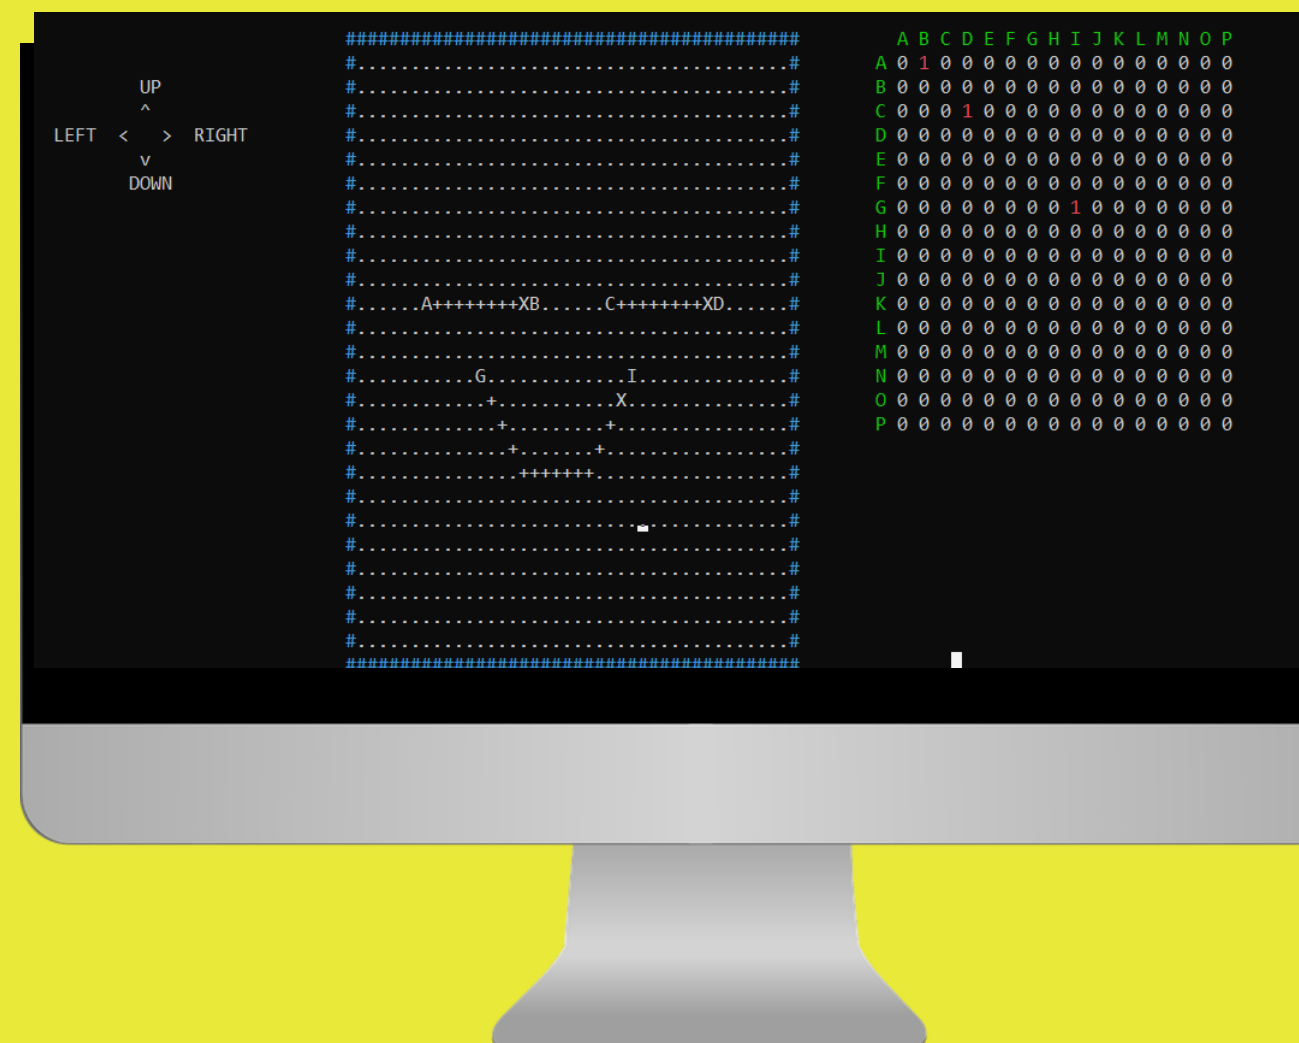 ########################################## A B C D E F G H I J K L M N O P
#........................................# A 0 1 0 0 0 0 0 0 0 0 0 0 0 0 0 0
UP #........................................# B 0 0 0 0 0 0 0 0 0 0 0 0 0 0 0 0
^ #........................................# C 0 0 0 1 0 0 0 0 0 0 0 0 0 0 0 0
LEFT < > RIGHT #........................................# D 0 0 0 0 0 0 0 0 0 0 0 0 0 0 0 0
v #........................................# E 0 0 0 0 0 0 0 0 0 0 0 0 0 0 0 0
DOWN #........................................# F 0 0 0 0 0 0 0 0 0 0 0 0 0 0 0 0
#........................................# G 0 0 0 0 0 0 0 0 1 0 0 0 0 0 0 0
#........................................# H 0 0 0 0 0 0 0 0 0 0 0 0 0 0 0 0
#........................................# I 0 0 0 0 0 0 0 0 0 0 0 0 0 0 0 0
#........................................# J 0 0 0 0 0 0 0 0 0 0 0 0 0 0 0 0
#......A++++++++XB......C++++++++XD......# K 0 0 0 0 0 0 0 0 0 0 0 0 0 0 0 0
#........................................# L 0 0 0 0 0 0 0 0 0 0 0 0 0 0 0 0
#........................................# M 0 0 0 0 0 0 0 0 0 0 0 0 0 0 0 0
#...........G.............I..............# N 0 0 0 0 0 0 0 0 0 0 0 0 0 0 0 0
#............+...........X...............# O 0 0 0 0 0 0 0 0 0 0 0 0 0 0 0 0
#.............+.........+................# P 0 0 0 0 0 0 0 0 0 0 0 0 0 0 0 0
#..............+.......+.................#
#...............+++++++..................#
#........................................#
#........................................#
#........................................#
#........................................#
#........................................#
#........................................#
#........................................#
##########################################